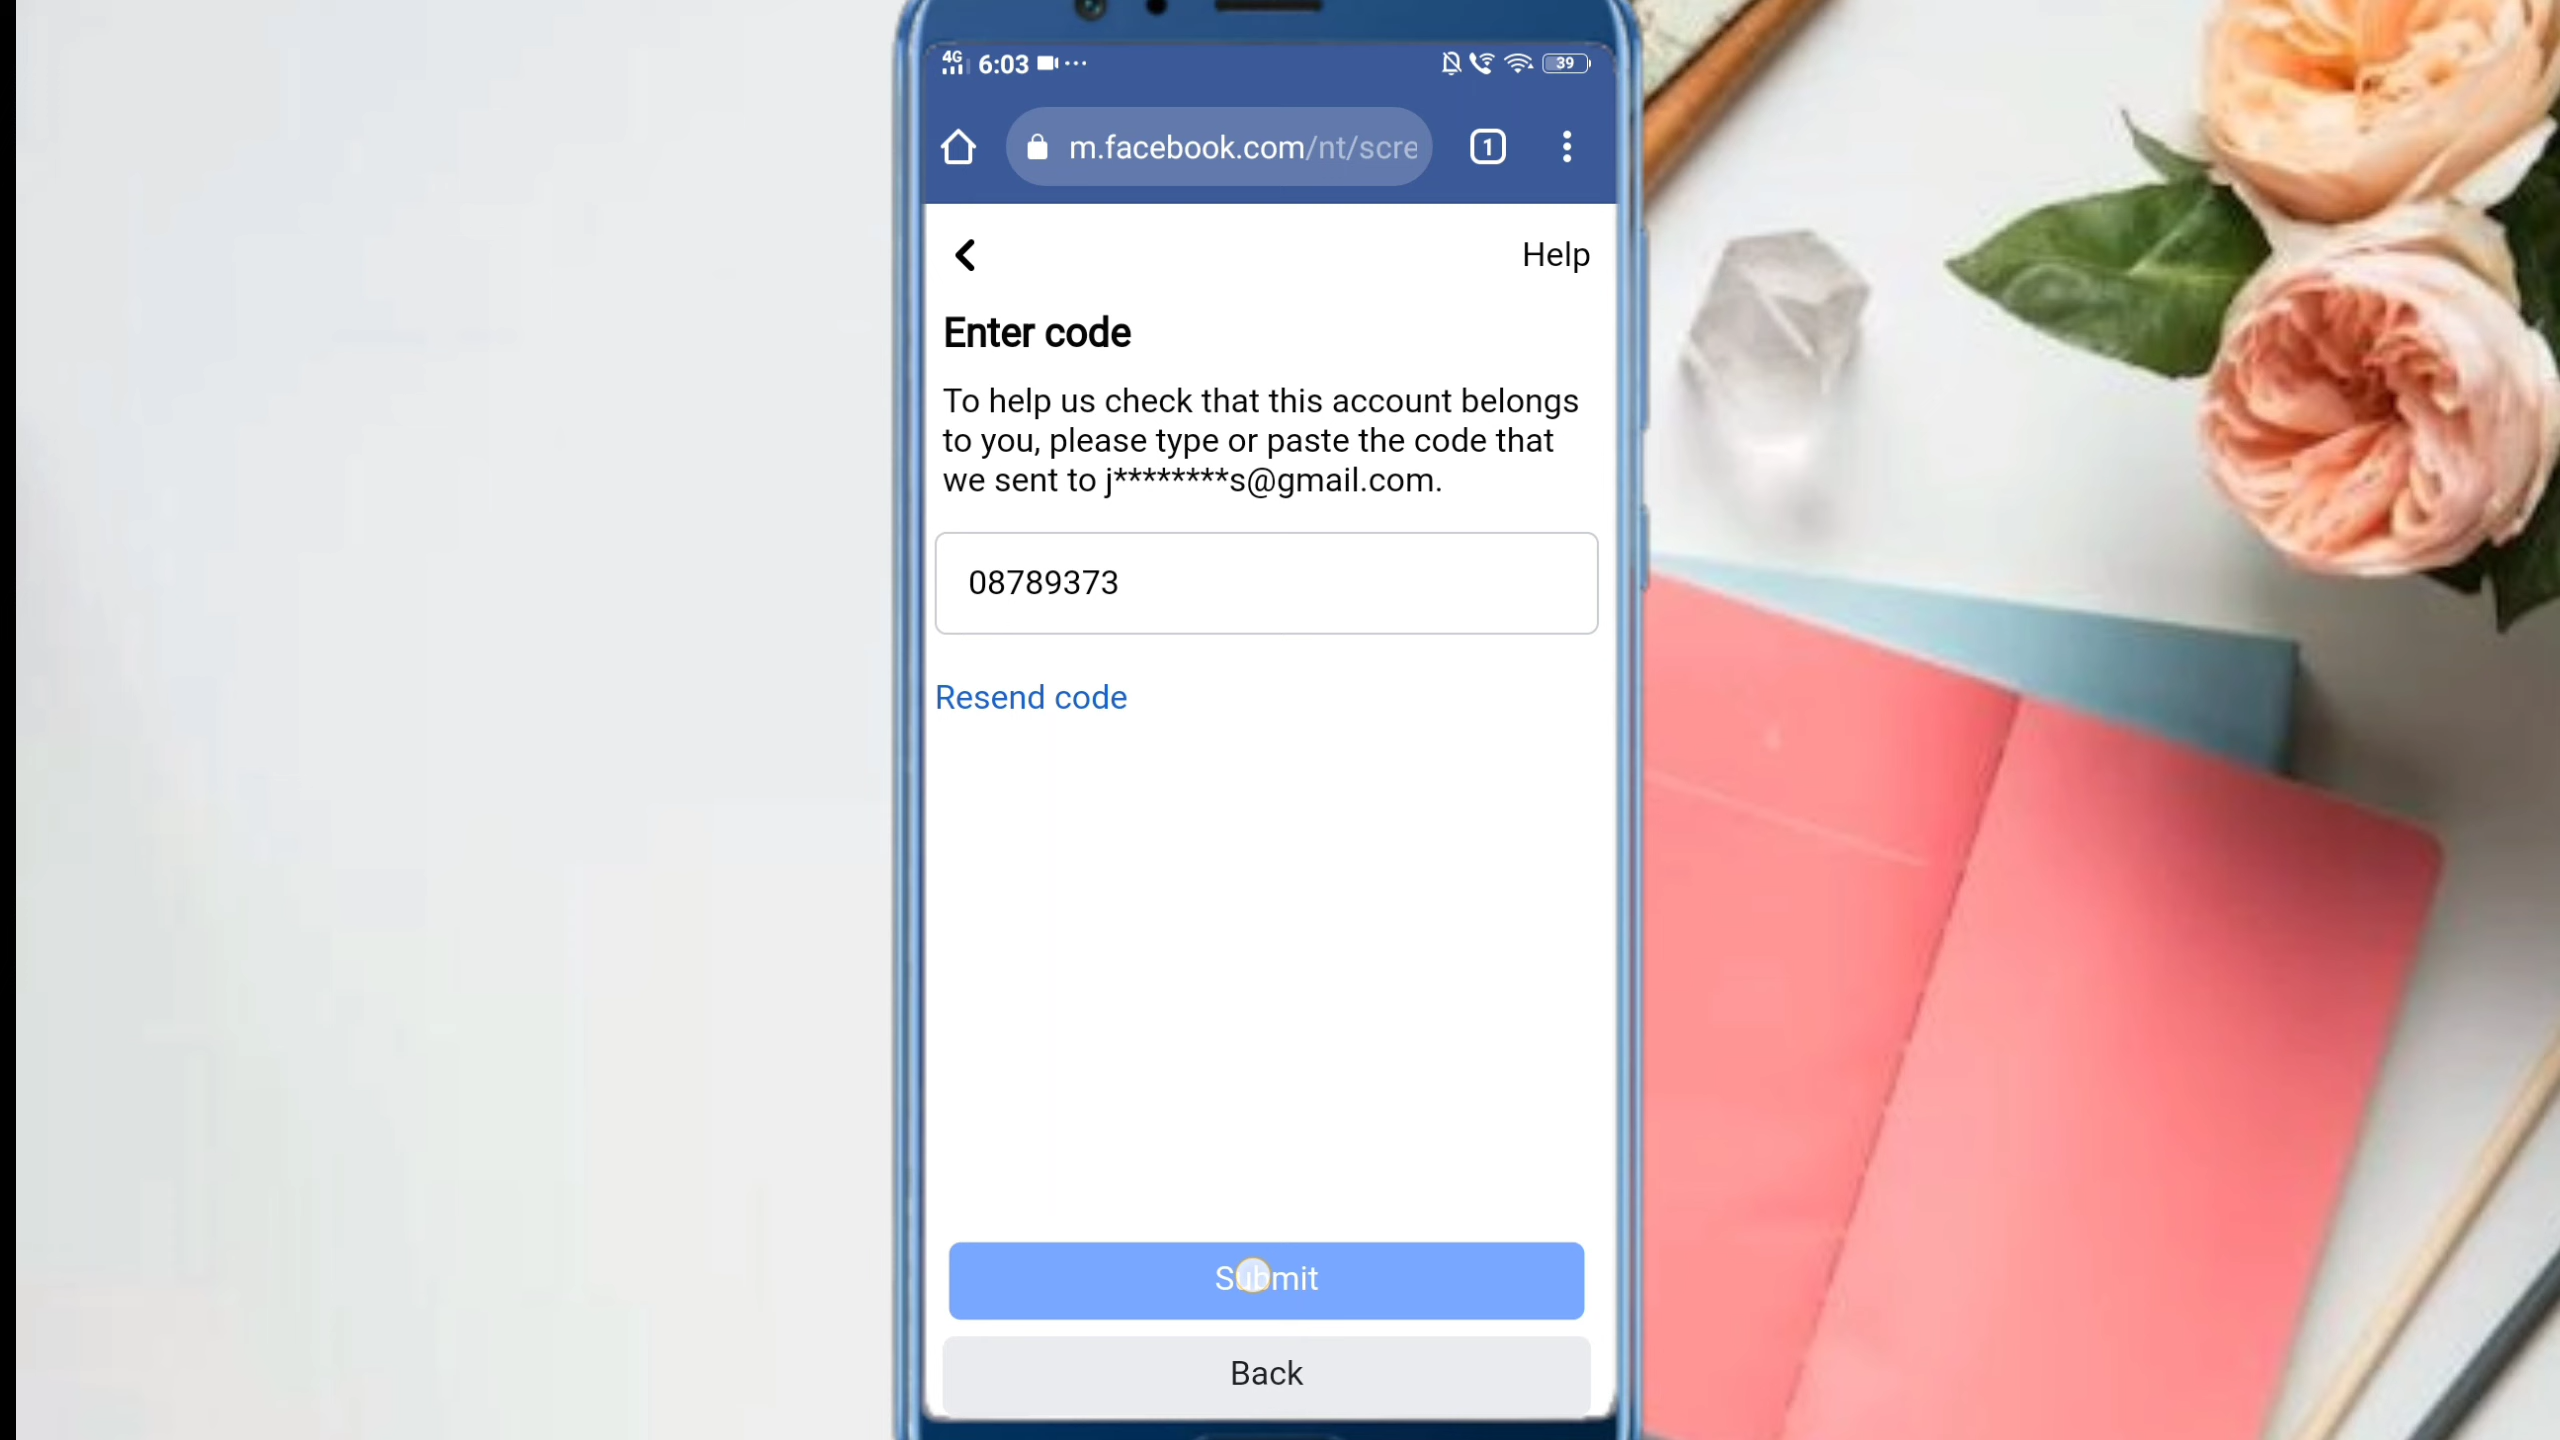 4G 6:03 39
m.facebook.com/nt/scre 1
Help
Enter code
To help us check that this account belongs
to you, please type or paste the code that
we sent to j********s@gmail.com.
08789373
Resend code
Submit
Back